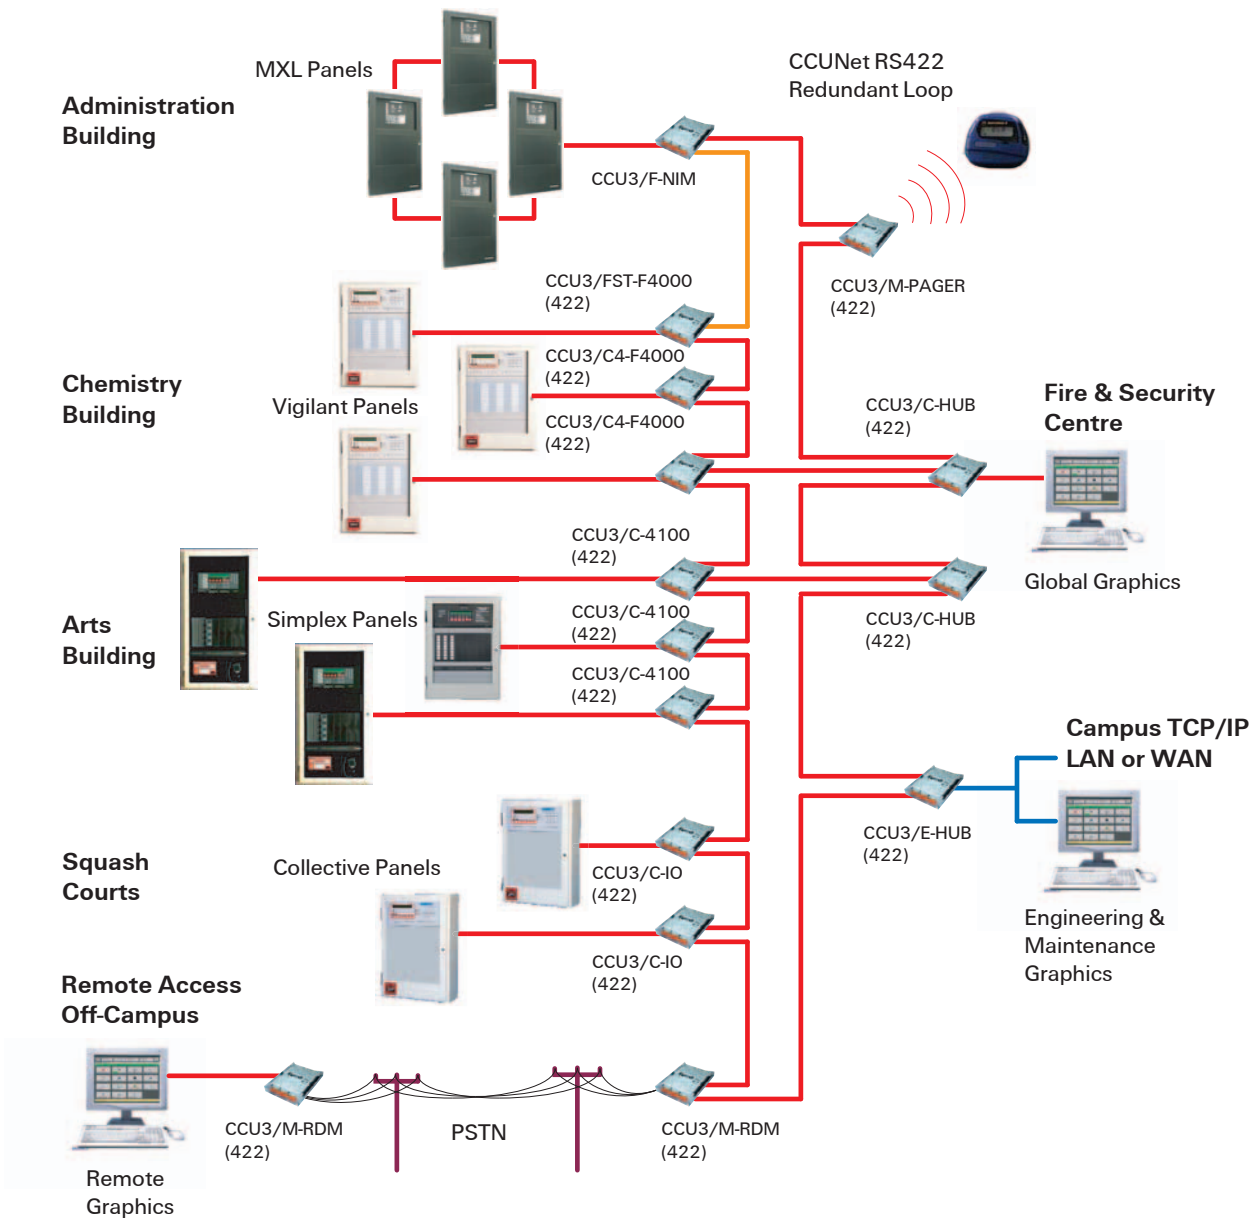 MXL Panels
CCUNet RS422
Redundant Loop
Administration
Building
CCU3/F-NIM
CCU3/FST-F4000
(422)
CCU3/M-PAGER
(422)
CCU3/C4-F4000
(422)
Chemistry
Building
Vigilant Panels
CCU3/C4-F4000
(422)
CCU3/C-HUB
(422)
Fire & Security
Centre
CCU3/C-4100
(422)
Global Graphics
Arts
Building
Simplex Panels
CCU3/C-4100
(422)
CCU3/C-HUB
(422)
CCU3/C-4100
(422)
Campus TCP/IP
LAN or WAN
CCU3/E-HUB
(422)
Squash
Courts
Collective Panels
CCU3/C-IO
(422)
Engineering &
Maintenance
Graphics
CCU3/C-IO
(422)
Remote Access
Off-Campus
CCU3/M-RDM
(422)
PSTN
CCU3/M-RDM
(422)
Remote
Graphics